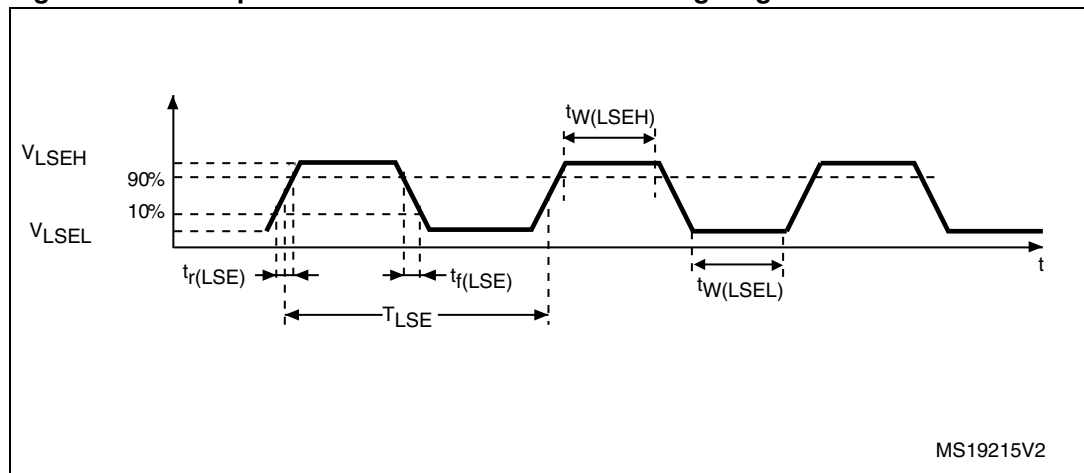 tW(LSEH)
VLSEH
90%
10%
VLSEL
tr(LSE)
tf(LSE)
tW(LSEL)
t
TLSE
MS19215V2